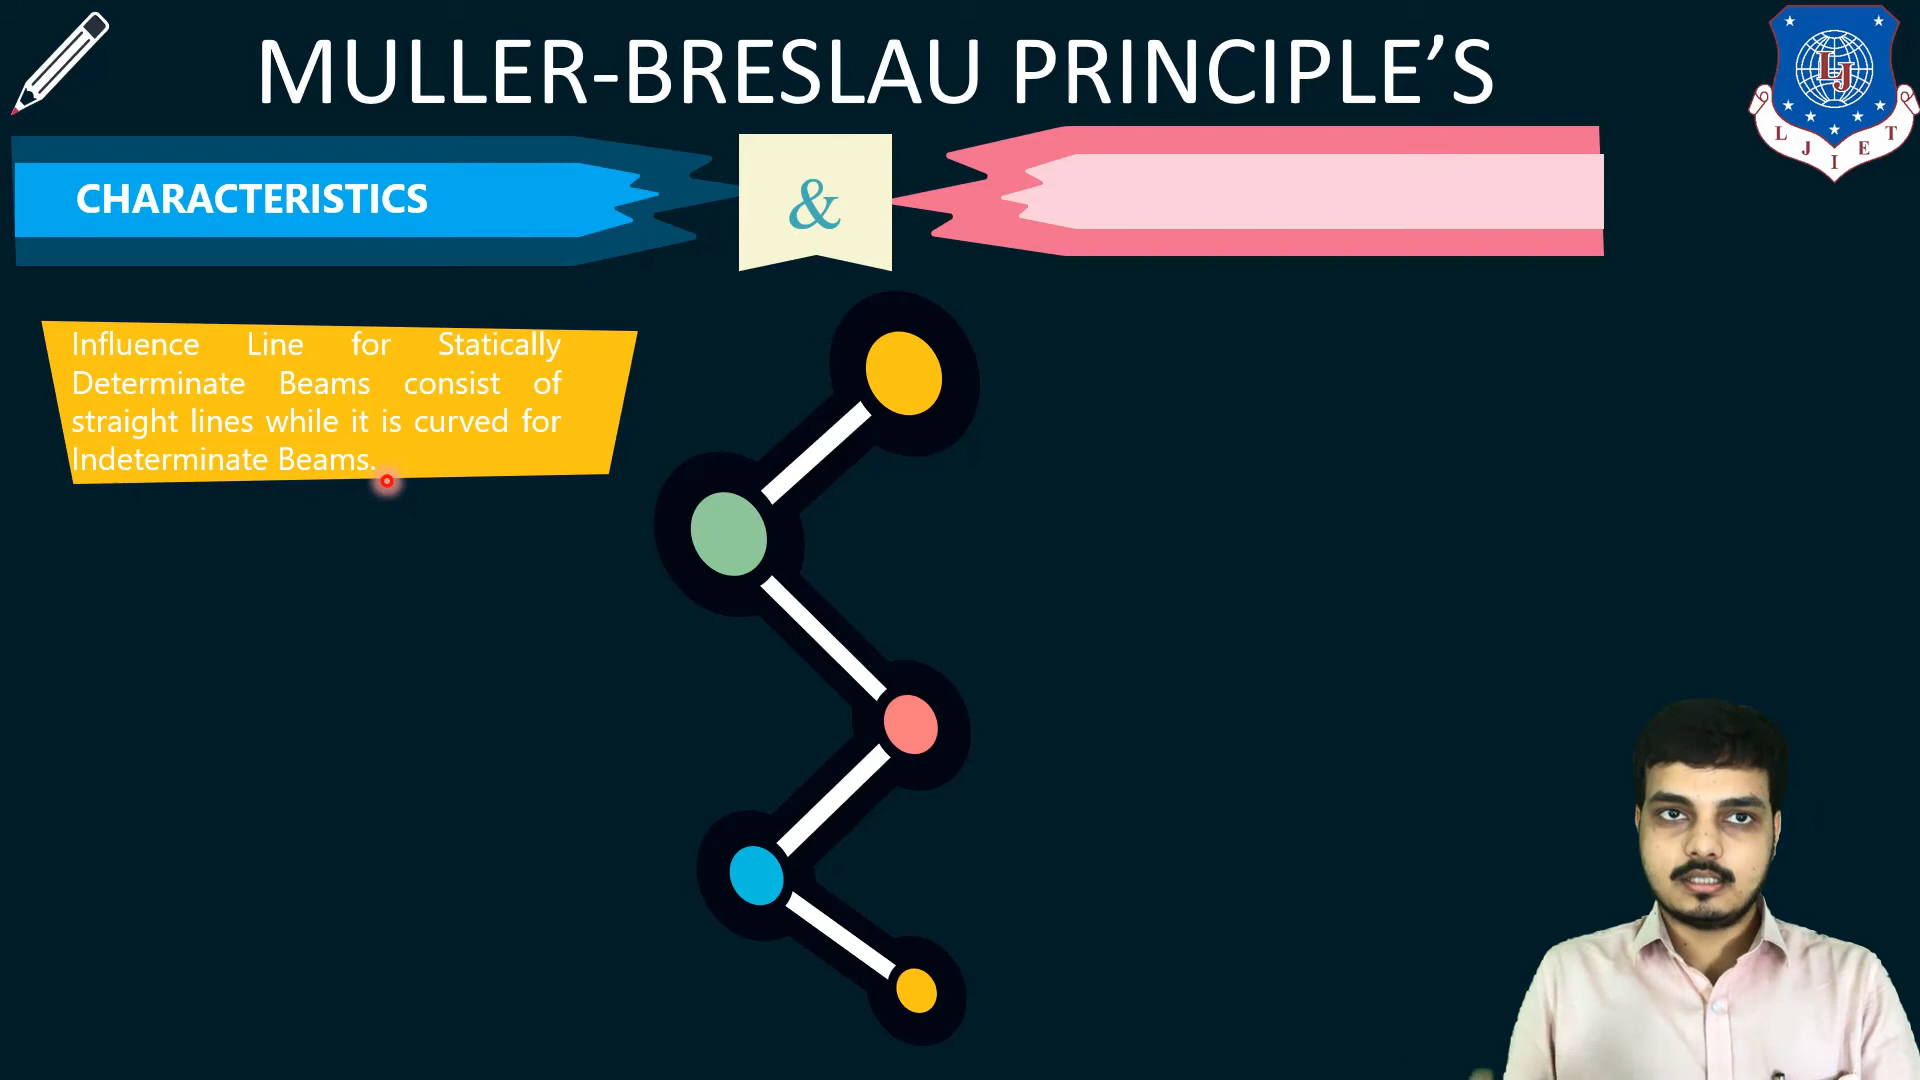 MULLER-BRESLAU PRINCIPLE’S
CHARACTERISTICS
&
Influence Line for Statically
Determinate Beams consist of
straight lines while it is curved for
Indeterminate Beams.
LJ
L J I E T